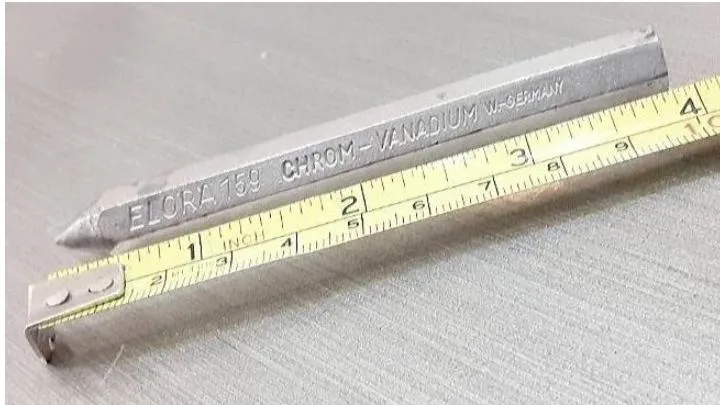 ELORA 159 CHROM-VANADIUM W.-GERMANY
1 INCH 2 3 4
2 3 4 5 6 7 8 9 10